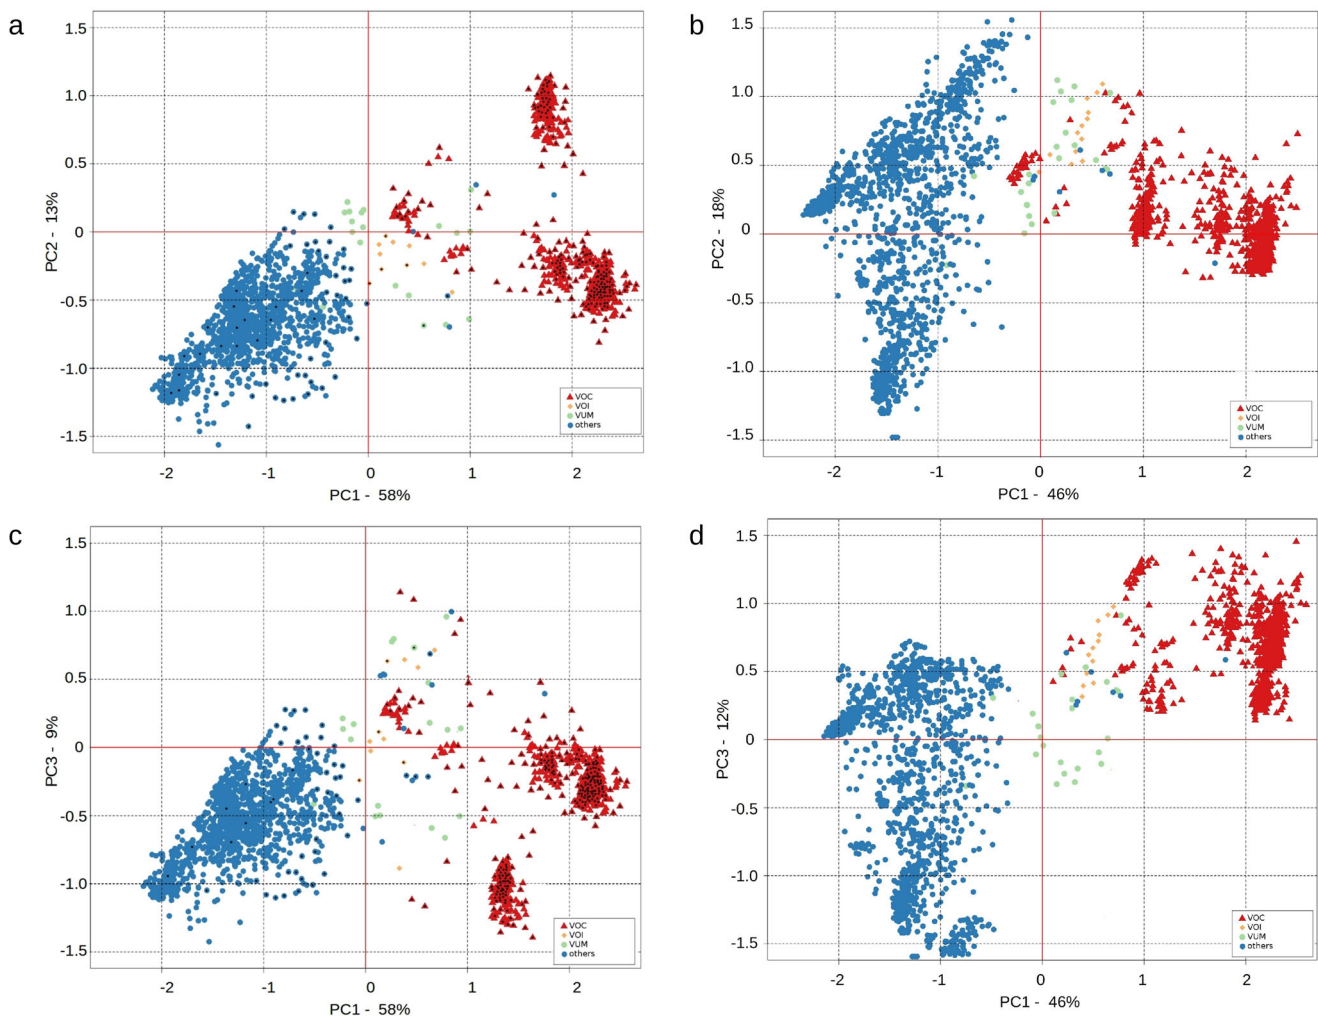 a
1.5
1.0
0.5
0
-0.5
-1.0
-1.5
PC2 - 13%
-2 -1 0 1 2
PC1 - 58%
VOC
VOI
VUM
others
b
1.5
1.0
0.5
0
-0.5
-1.0
-1.5
PC2 - 18%
-2 -1 0 1 2
PC1 - 46%
VOC
VOI
VUM
others
c
1.5
1.0
0.5
0
-0.5
-1.0
-1.5
PC3 - 9%
-2 -1 0 1 2
PC1 - 58%
VOC
VOI
VUM
others
d
1.5
1.0
0.5
0
-0.5
-1.0
-1.5
PC3 - 12%
-2 -1 0 1 2
PC1 - 46%
VOC
VOI
VUM
others